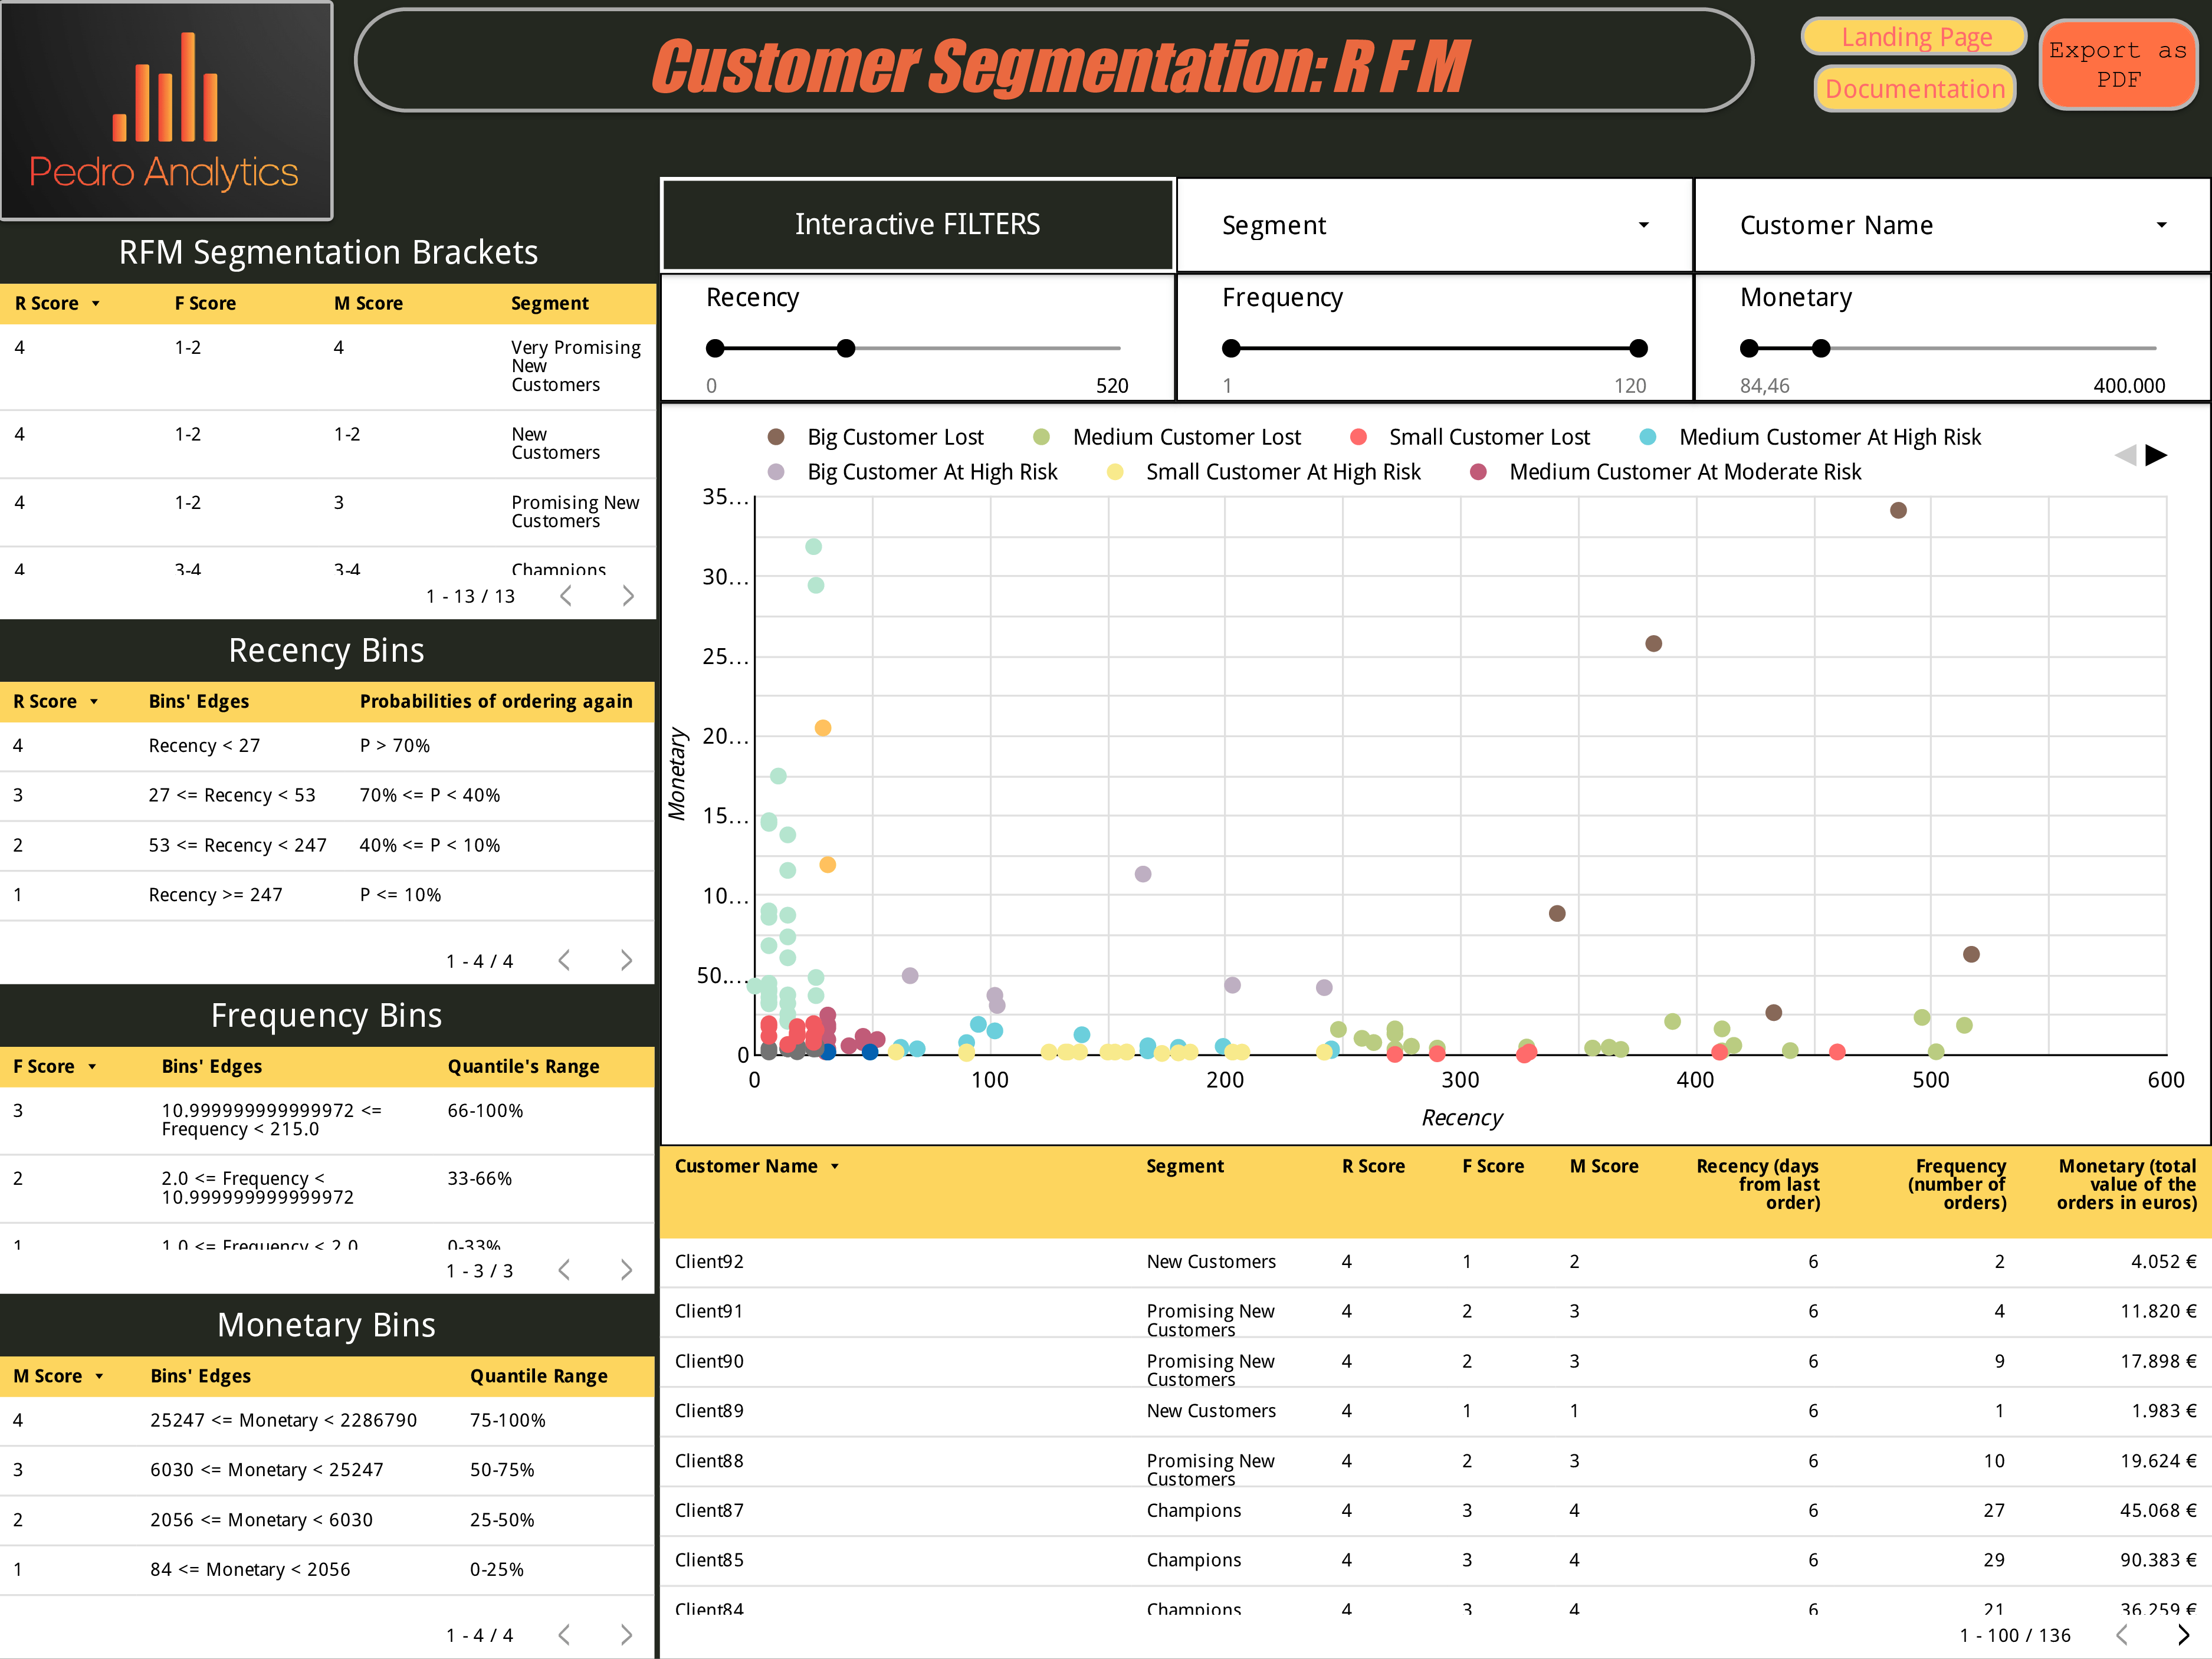 Pedro Analytics
Customer Segmentation: R F M
Landing Page
Documentation
Export as
PDF
RFM Segmentation Brackets
R Score F Score M Score Segment
4 1-2 4 Very Promising
New
Customers
4 1-2 1-2 New
Customers
4 1-2 3 Promising New
Customers
4 3-4 3-4 Champions
1 - 13 / 13
Recency Bins
R Score Bins' Edges Probabilities of ordering again
4 Recency < 27 P > 70%
3 27 <= Recency < 53 70% <= P < 40%
2 53 <= Recency < 247 40% <= P < 10%
1 Recency >= 247 P <= 10%
1 - 4 / 4
Frequency Bins
F Score Bins' Edges Quantile's Range
3 10.999999999999972 <= 66-100%
Frequency < 215.0
2 2.0 <= Frequency < 33-66%
10.999999999999972
1 1.0 <= Frequency < 2.0 0-33%
1 - 3 / 3
Monetary Bins
M Score Bins' Edges Quantile Range
4 25247 <= Monetary < 2286790 75-100%
3 6030 <= Monetary < 25247 50-75%
2 2056 <= Monetary < 6030 25-50%
1 84 <= Monetary < 2056 0-25%
1 - 4 / 4
Interactive FILTERS
Segment
Customer Name
Recency
0 520
Frequency
1 120
Monetary
84,46 400.000
Big Customer Lost Medium Customer Lost Small Customer Lost Medium Customer At High Risk
Big Customer At High Risk Small Customer At High Risk Medium Customer At Moderate Risk
35...
30...
25...
20...
15...
10...
50....
0
Monetary
0 100 200 300 400 500 600
Recency
Customer Name Segment R Score F Score M Score Recency (days Frequency Monetary (total
from last (number of value of the
order) orders) orders in euros)
Client92 New Customers 4 1 2 6 2 4.052 €
Client91 Promising New 4 2 3 6 4 11.820 €
Customers
Client90 Promising New 4 2 3 6 9 17.898 €
Customers
Client89 New Customers 4 1 1 6 1 1.983 €
Client88 Promising New 4 2 3 6 10 19.624 €
Customers
Client87 Champions 4 3 4 6 27 45.068 €
Client85 Champions 4 3 4 6 29 90.383 €
Client84 Champions 4 3 4 6 21 36.259 €
1 - 100 / 136